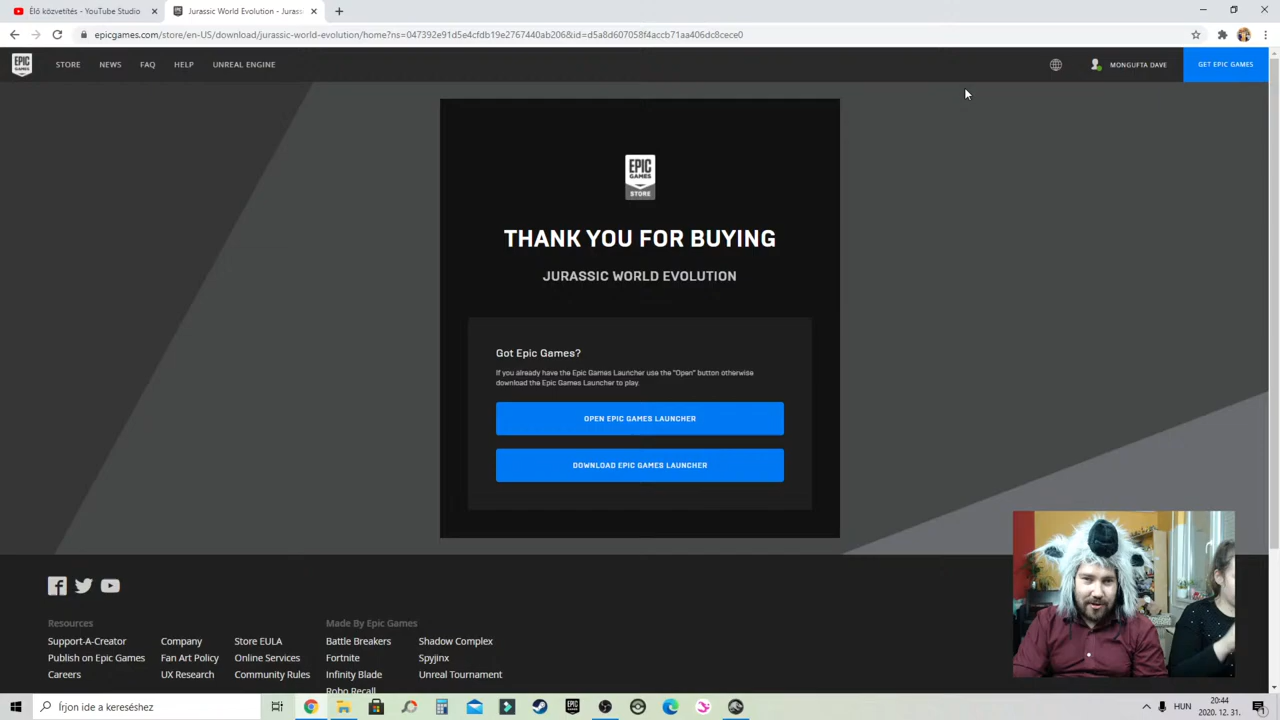 Élő közvetítés - YouTube Studio
Jurassic World Evolution - Jurass
epicgames.com/store/en-US/download/jurassic-world-evolution/home?ns=047392e91d5e4cfdb19e2767440ab206&id=d5a8d607058f4accb71aa406dc8cece0
EPIC GAMES
STORE
NEWS
FAQ
HELP
UNREAL ENGINE
MONGUFTA DAVE
GET EPIC GAMES
EPIC
GAMES
STORE
THANK YOU FOR BUYING
JURASSIC WORLD EVOLUTION
Got Epic Games?
If you already have the Epic Games Launcher use the "Open" button otherwise
download the Epic Games Launcher to play.
OPEN EPIC GAMES LAUNCHER
DOWNLOAD EPIC GAMES LAUNCHER
Resources
Support-A-Creator
Company
Store EULA
Publish on Epic Games
Fan Art Policy
Online Services
Careers
UX Research
Community Rules
Made By Epic Games
Battle Breakers
Shadow Complex
Fortnite
Spyjinx
Infinity Blade
Unreal Tournament
Robo Recall
Írjon ide a kereséshez
HUN
20:44
2020. 12. 31.